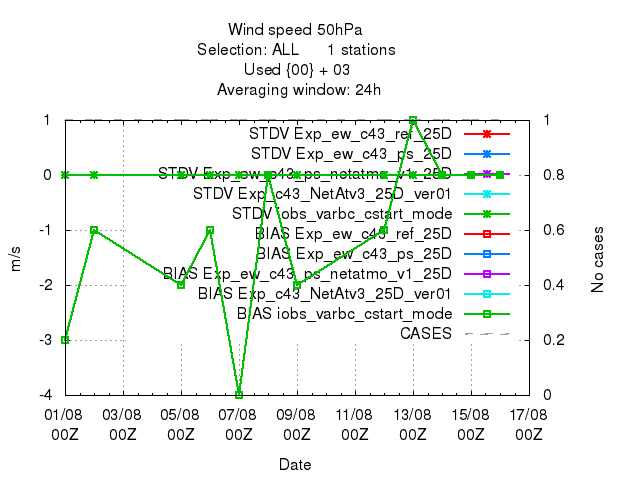 Wind speed 50hPa
Selection: ALL 1 stations
Used {00} + 03
Averaging window: 24h
1
0
-1
-2
-3
-4
m/s
1
0.8
0.6
0.4
0.2
0
No cases
STDV Exp_ew_c43_ref_25D
STDV Exp_ew_c43_ps_25D
STDV Exp_ew_c43_ps_netatmo_v1_25D
STDV Exp_c43_NetAtv3_25D_ver01
STDV iobs_varbc_cstart_mode
BIAS Exp_ew_c43_ref_25D
BIAS Exp_ew_c43_ps_25D
BIAS Exp_ew_c43_ps_netatmo_v1_25D
BIAS Exp_c43_NetAtv3_25D_ver01
BIAS iobs_varbc_cstart_mode
CASES
01/08 03/08 05/08 07/08 09/08 11/08 13/08 15/08 17/08
00Z 00Z 00Z 00Z 00Z 00Z 00Z 00Z 00Z
Date